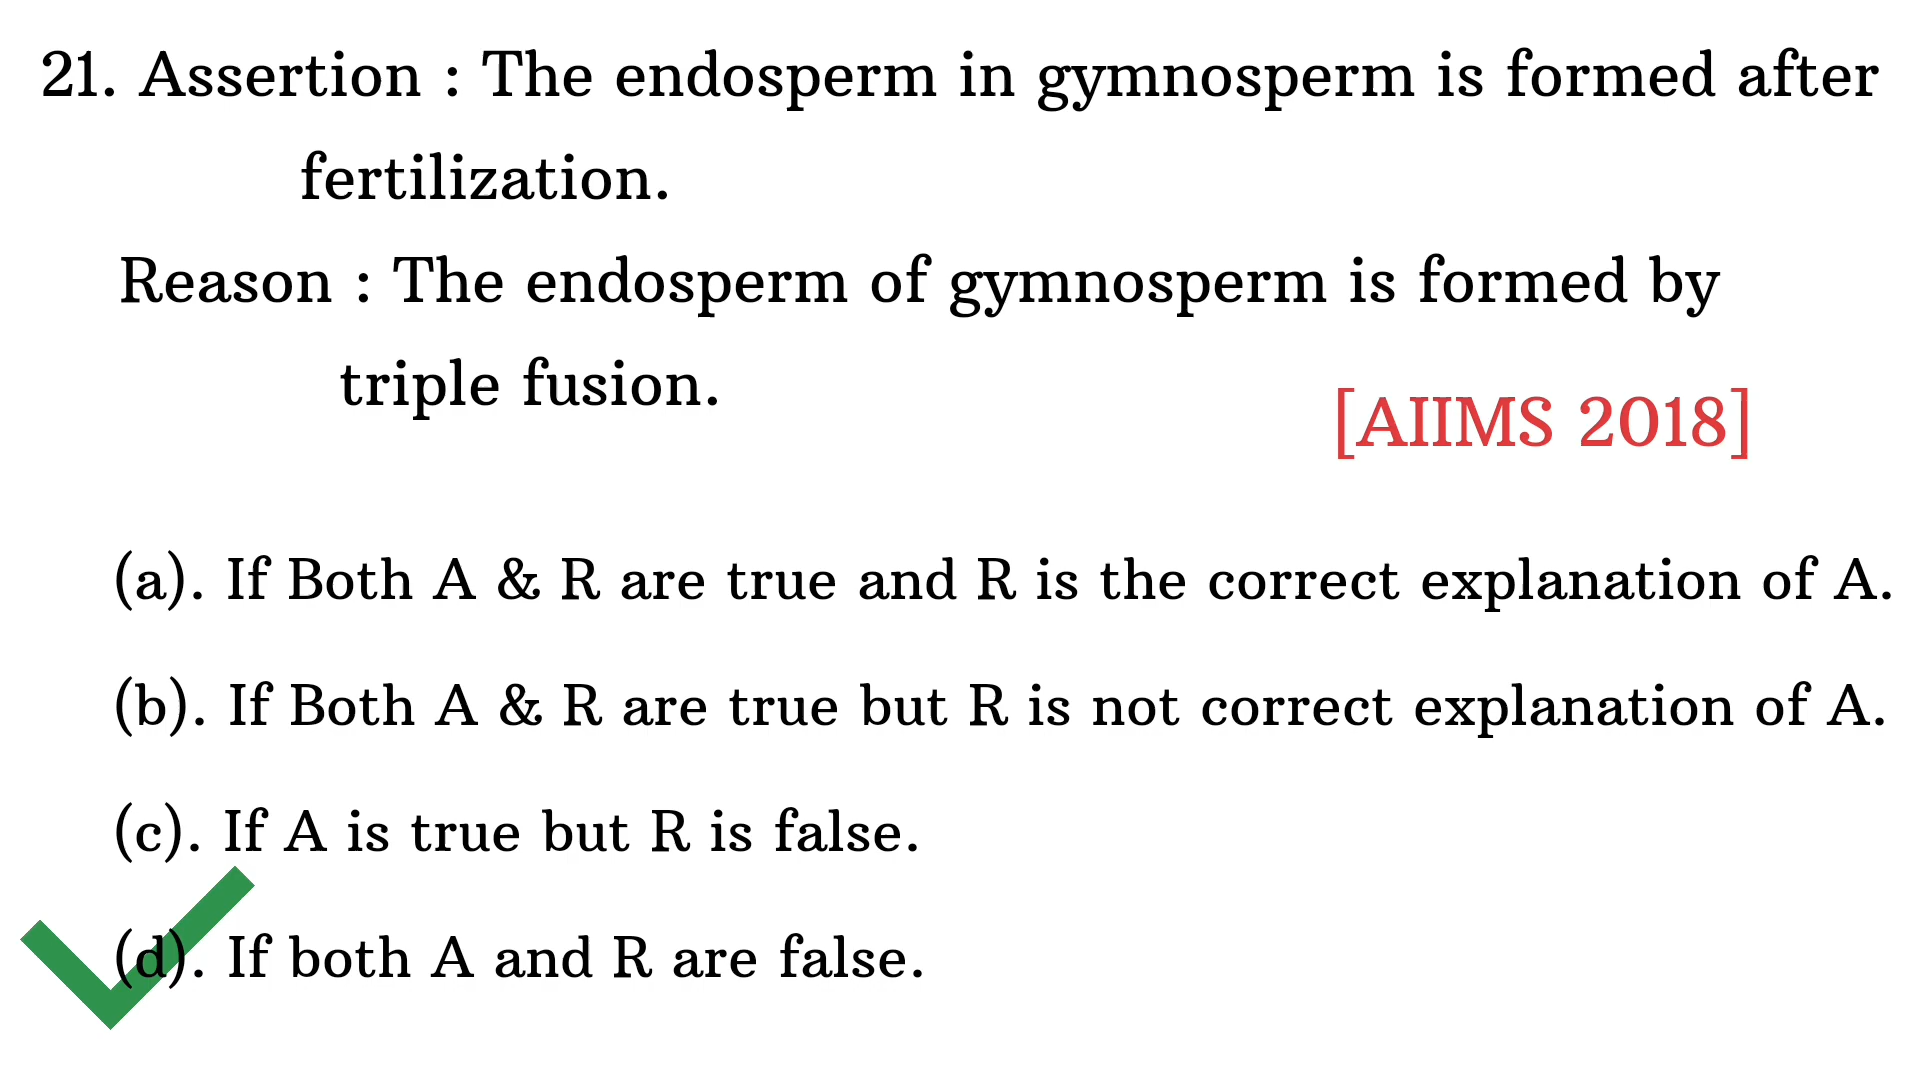 21. Assertion : The endosperm in gymnosperm is formed after
fertilization.
Reason : The endosperm of gymnosperm is formed by
triple fusion.
[AIIMS 2018]
(a). If Both A & R are true and R is the correct explanation of A.
(b). If Both A & R are true but R is not correct explanation of A.
(c). If A is true but R is false.
(d). If both A and R are false.